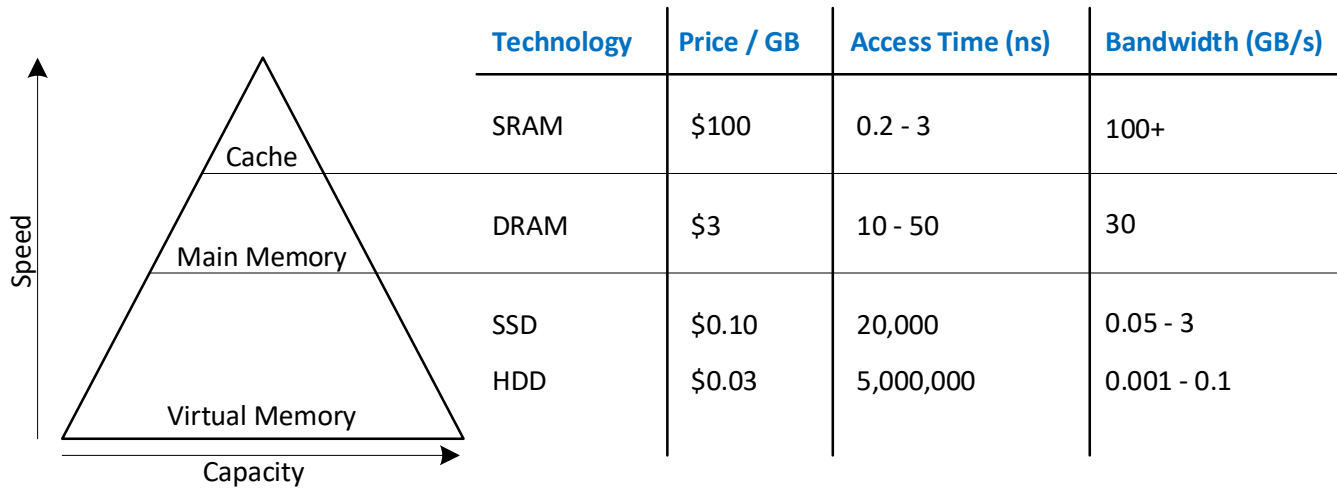 Technology Price / GB Access Time (ns) Bandwidth (GB/s)
SRAM $100 0.2 - 3 100+
Cache
DRAM $3 10 - 50 30
Main Memory
Speed
SSD $0.10 20,000 0.05 - 3
HDD $0.03 5,000,000 0.001 - 0.1
Virtual Memory
Capacity